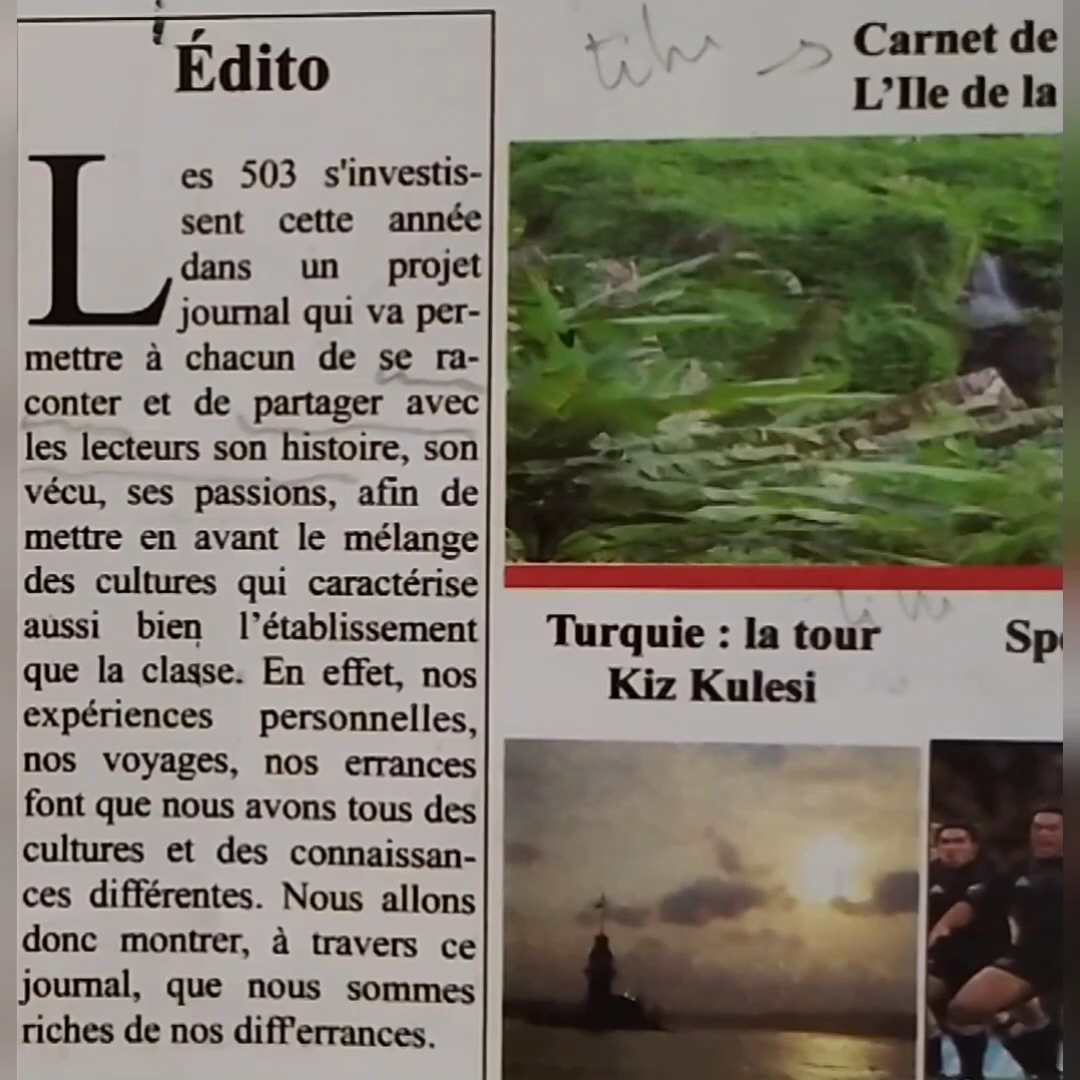 Édito
Les 503 s'investis-
sent cette année
dans un projet
journal qui va per-
mettre à chacun de se ra-
conter et de partager avec
les lecteurs son histoire, son
vécu, ses passions, afin de
mettre en avant le mélange
des cultures qui caractérise
aussi bien l'établissement
que la classe. En effet, nos
expériences personnelles,
nos voyages, nos errances
font que nous avons tous des
cultures et des connaissan-
ces différentes. Nous allons
donc montrer, à travers ce
journal, que nous sommes
riches de nos differrances.
Carnet de
L'Ile de la
Turquie : la tour
Kiz Kulesi